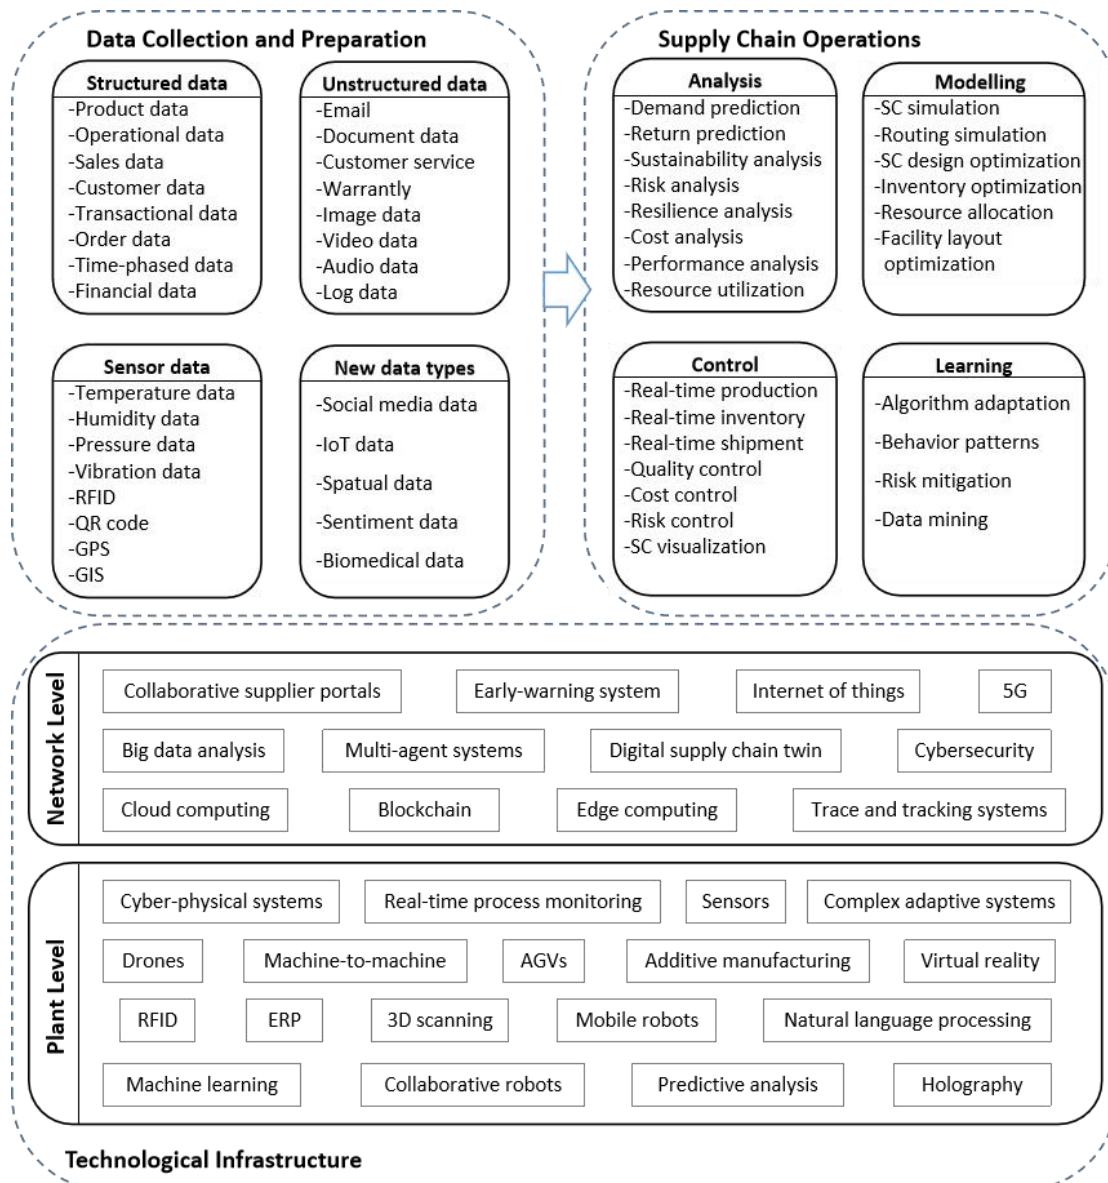 Data Collection and Preparation
Structured data
-Product data
-Operational data
-Sales data
-Customer data
-Transactional data
-Order data
-Time-phased data
-Financial data
Unstructured data
-Email
-Document data
-Customer service
-Warrantly
-Image data
-Video data
-Audio data
-Log data
Sensor data
-Temperature data
-Humidity data
-Pressure data
-Vibration data
-RFID
-QR code
-GPS
-GIS
New data types
-Social media data
-IoT data
-Spatual data
-Sentiment data
-Biomedical data
Supply Chain Operations
Analysis
-Demand prediction
-Return prediction
-Sustainability analysis
-Risk analysis
-Resilience analysis
-Cost analysis
-Performance analysis
-Resource utilization
Modelling
-SC simulation
-Routing simulation
-SC design optimization
-Inventory optimization
-Resource allocation
-Facility layout
optimization
Control
-Real-time production
-Real-time inventory
-Real-time shipment
-Quality control
-Cost control
-Risk control
-SC visualization
Learning
-Algorithm adaptation
-Behavior patterns
-Risk mitigation
-Data mining
Network Level
Collaborative supplier portals
Early-warning system
Internet of things
5G
Big data analysis
Multi-agent systems
Digital supply chain twin
Cybersecurity
Cloud computing
Blockchain
Edge computing
Trace and tracking systems
Plant Level
Cyber-physical systems
Real-time process monitoring
Sensors
Complex adaptive systems
Drones
Machine-to-machine
AGVs
Additive manufacturing
Virtual reality
RFID
ERP
3D scanning
Mobile robots
Natural language processing
Machine learning
Collaborative robots
Predictive analysis
Holography
Technological Infrastructure